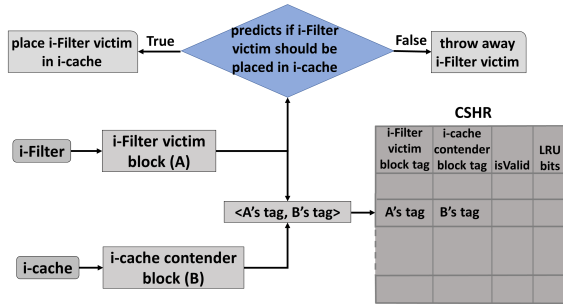 predicts if i-Filter
victim should be
placed in i-cache
place i-Filter victim
in i-cache
True
False
throw away
i-Filter victim
CSHR
i-Filter
i-Filter victim
block (A)
i-Filter
victim
block tag
i-cache
contender
block tag
isValid
LRU
bits
<A's tag, B's tag>
A's tag
B's tag
i-cache
i-cache contender
block (B)